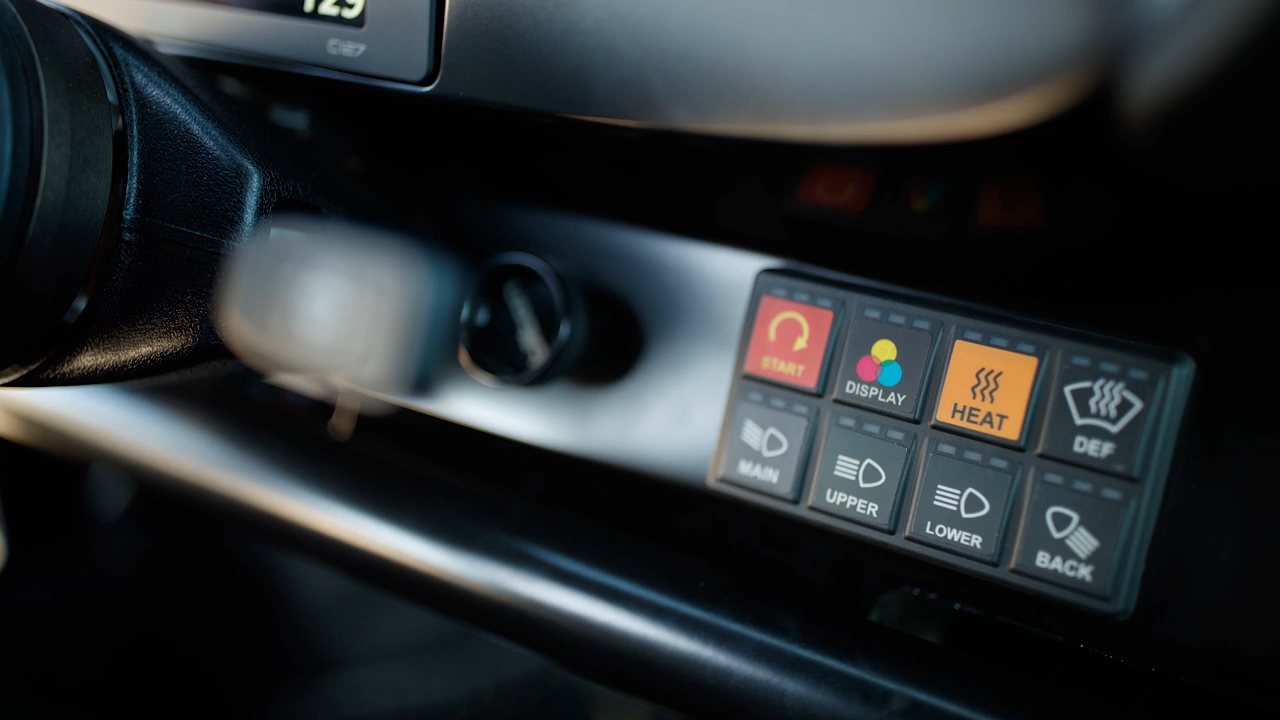 129
START
DISPLAY
HEAT
DEF
MAIN
UPPER
LOWER
BACK